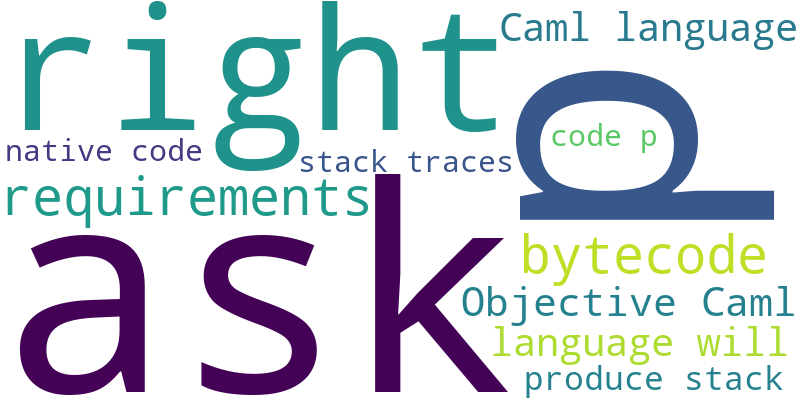 right
Caml language
p
code p
native code
stack traces
requirements
ask
bytecode
Objective Caml
language will
produce stack